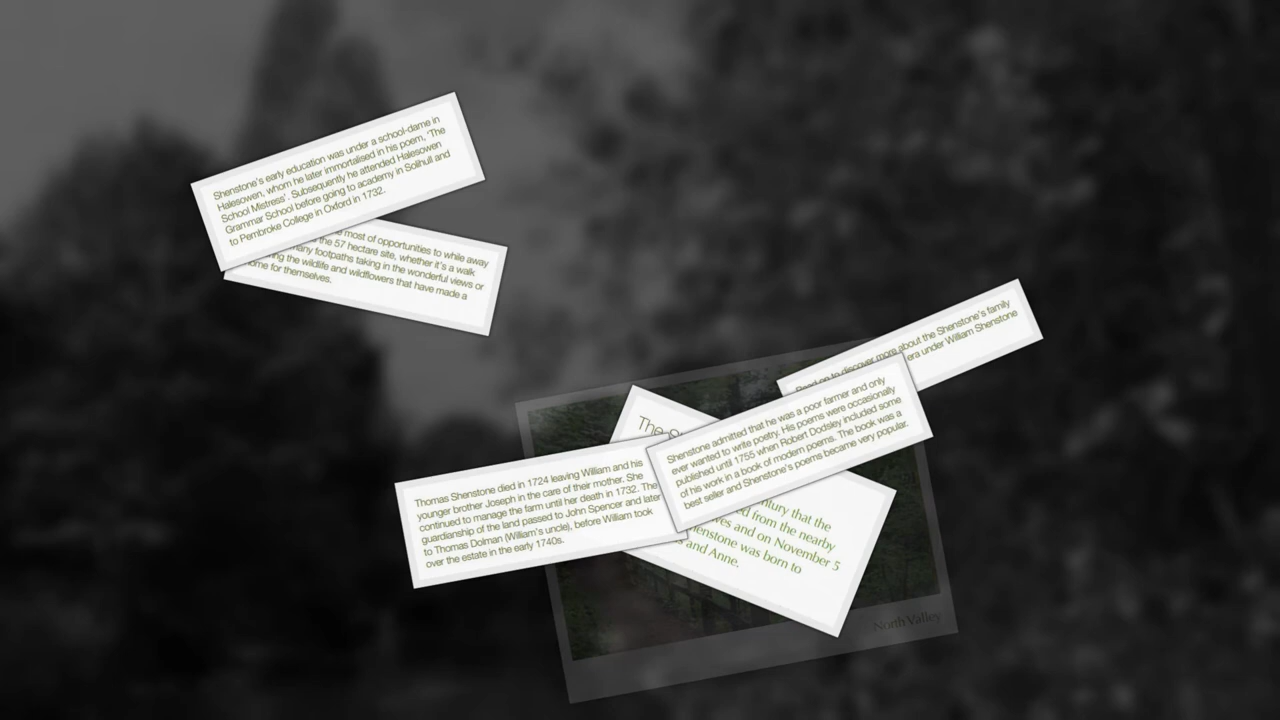 Shenstone's early education was under a school-dame in
Halesowen, whom he later immortalised in his poem, 'The
School Mistress'. Subsequently he attended Halesowen
Grammar School before going to academy in Solihull and
to Pembroke College in Oxford in 1732.
most of opportunities to while away
the 57 hectare site, whether it's a walk
many footpaths taking in the wonderful views or
the wildlife and wildflowers that have made a
for themselves.
Read on to discover more about the Shenstone's family
era under William Shenstone
The
Shenstone admitted that he was a poor farmer and only
ever wanted to write poetry. His poems were occasionally
published until 1755 when Robert Dodsley included some
of his work in a book of modern poems. The book was a
best seller and Shenstone's poems became very popular.
Thomas Shenstone died in 1724 leaving William and his
younger brother Joseph in the care of their mother. She
continued to manage the farm until her death in 1732. The
guardianship of the land passed to John Spencer and later
to Thomas Dolman (William's uncle), before William took
over the estate in the early 1740s.
that the
from the nearby
and on November 5
was born to
and Anne.
North Valley